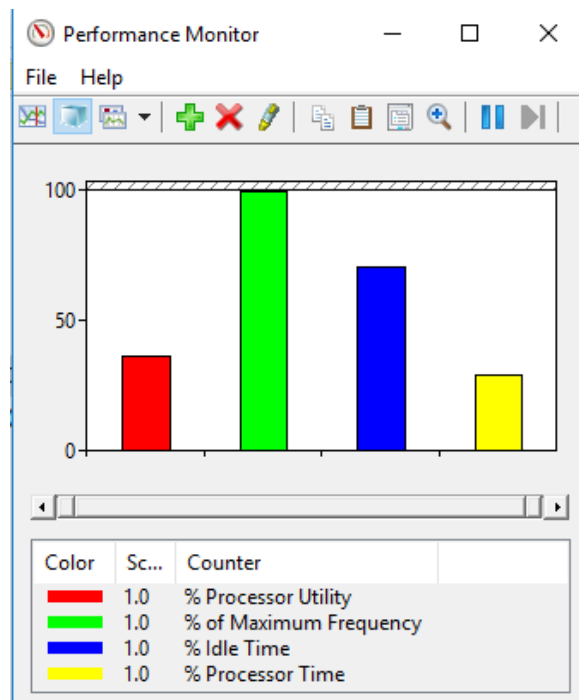 Performance Monitor
File Help
100
50
0
Color Sc... Counter
1.0 % Processor Utility
1.0 % of Maximum Frequency
1.0 % Idle Time
1.0 % Processor Time